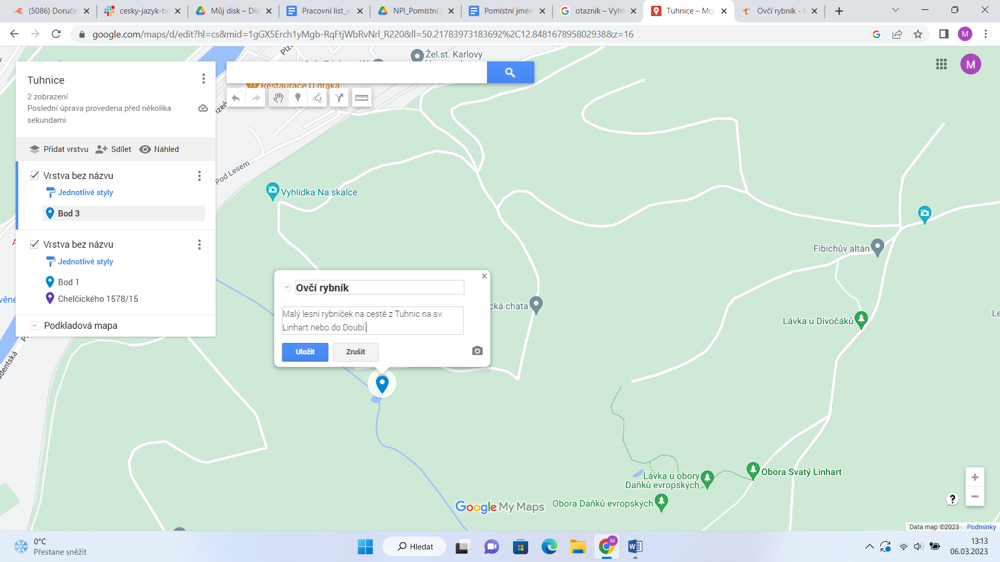 (5086) Doruče
cesky-jazyk-tv
Můj disk – Dis
Pracovní list_v
NPI_Pomístní j
Pomístní jmén
otazník – Vyhl
Tuhnice – Moj
Ovčí rybník -
google.com/maps/d/edit?hl=cs&mid=1gGX5Erch1yMgb-RqFtjWbRvNrl_R220&ll=50.21783973183692%2C12.848167895802938&z=16
M
Žel.st. Karlovy
Restaurace U draka
M
Tuhnice
2 zobrazení
Poslední úprava provedena před několika
sekundami
Přidat vrstvu Sdílet Náhled
Vrstva bez názvu
Jednotlivé styly
Bod 3
Vrstva bez názvu
Jednotlivé styly
Bod 1
Chelčického 1578/15
Podkladová mapa
Pod Lesem
Vyhlídka Na skalce
Fibichův altán
Ovčí rybník
Malý lesní rybníček na cestě z Tuhnic na sv.
Linhart nebo do Doubí.
Uložit Zrušit
cká chata
Lávka u Divočáků
Obora Svatý Linhart
Lávka u obory
Daňků evropských
Obora Daňků evropských
Google My Maps
Data map ©2023 Podmínky
0°C
Přestane sněžit
Hledat
M
13:13
06.03.2023